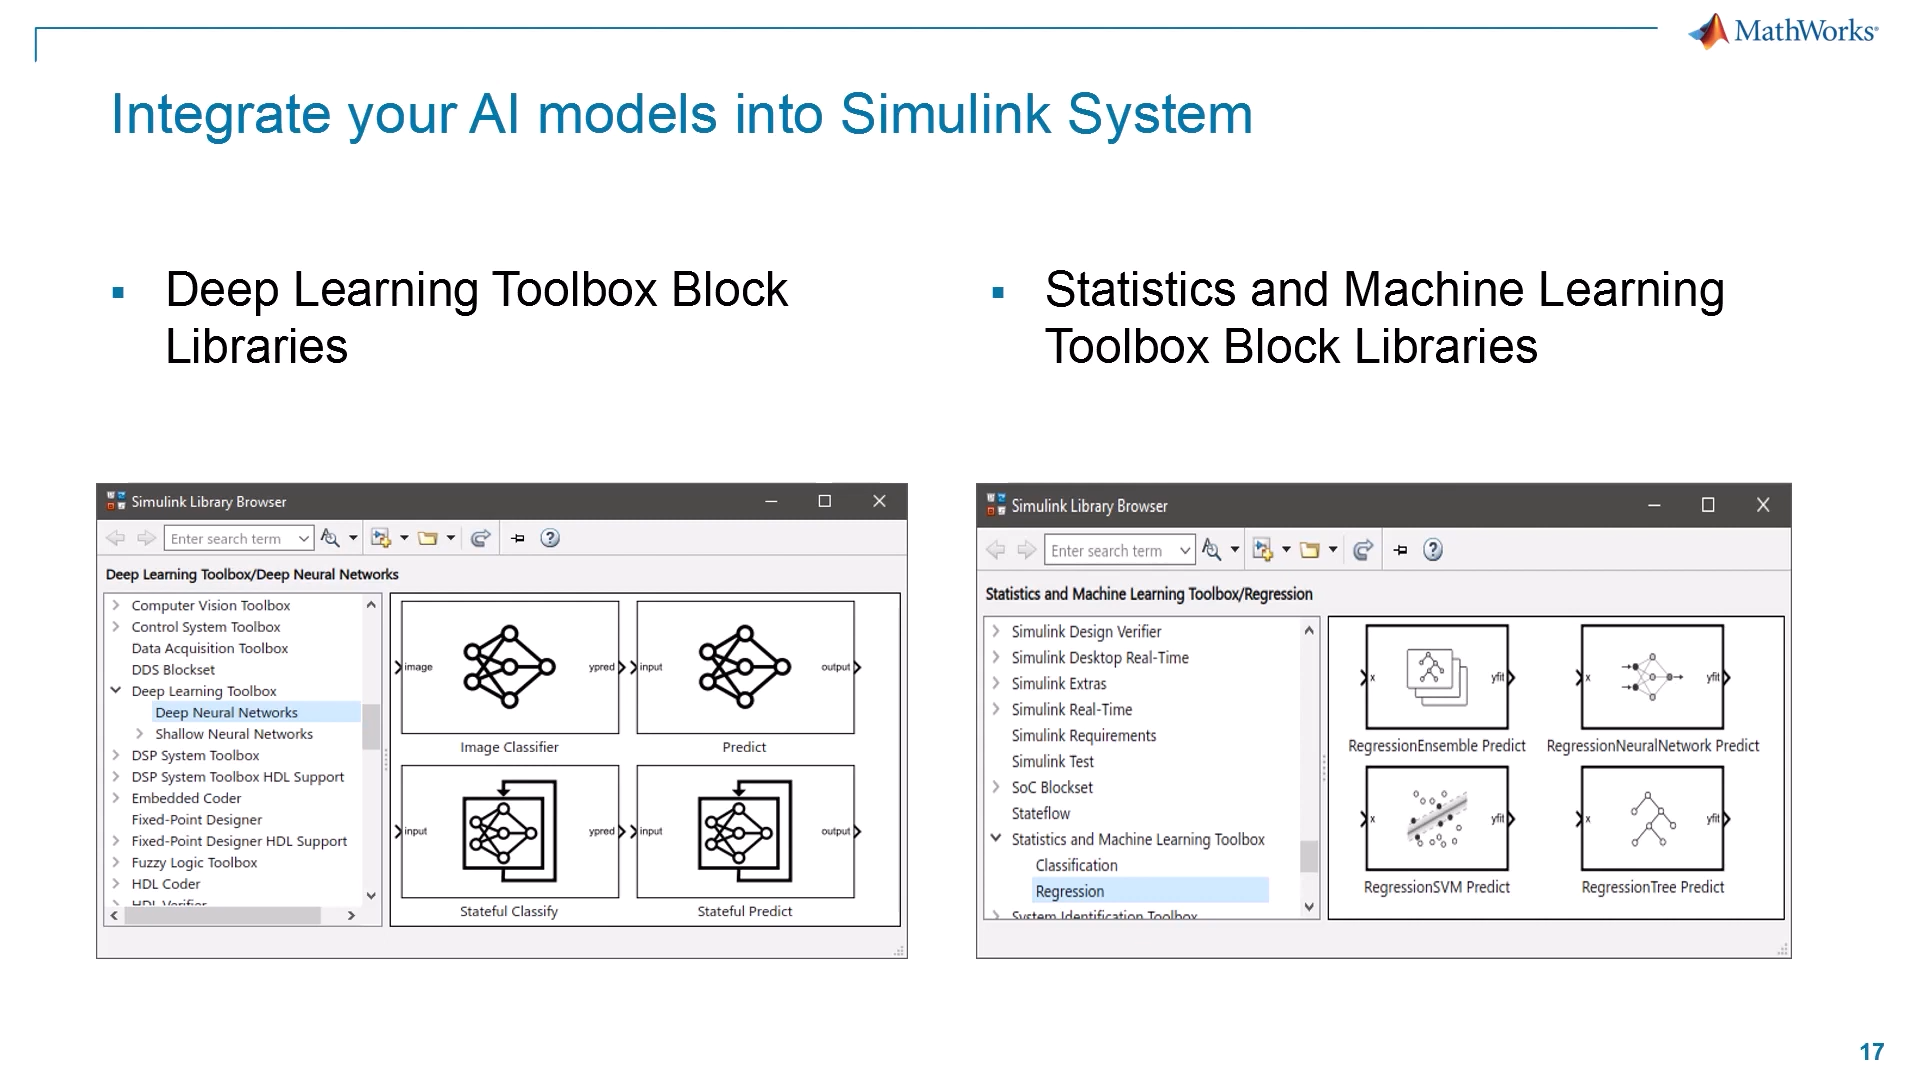 MathWorks®
Integrate your AI models into Simulink System
▪ Deep Learning Toolbox Block
Libraries
▪ Statistics and Machine Learning
Toolbox Block Libraries
Simulink Library Browser
Enter search term
Deep Learning Toolbox/Deep Neural Networks
Computer Vision Toolbox
Control System Toolbox
Data Acquisition Toolbox
DDS Blockset
Deep Learning Toolbox
Deep Neural Networks
Shallow Neural Networks
DSP System Toolbox
DSP System Toolbox HDL Support
Embedded Coder
Fixed-Point Designer
Fixed-Point Designer HDL Support
Fuzzy Logic Toolbox
HDL Coder
HDL Verifier
image
ypred
Image Classifier
input
output
Predict
input
ypred
Stateful Classify
input
output
Stateful Predict
Simulink Library Browser
Enter search term
Statistics and Machine Learning Toolbox/Regression
Simulink Design Verifier
Simulink Desktop Real-Time
Simulink Extras
Simulink Real-Time
Simulink Requirements
Simulink Test
SoC Blockset
Stateflow
Statistics and Machine Learning Toolbox
Classification
Regression
System Identification Toolbox
x
yfit
RegressionEnsemble Predict
x
yfit
RegressionNeuralNetwork Predict
x
yfit
RegressionSVM Predict
x
yfit
RegressionTree Predict
17